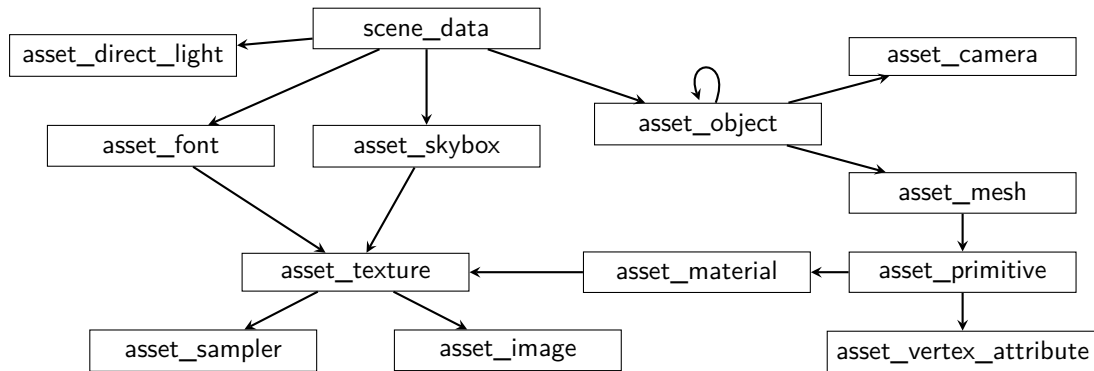 scene_data
asset_direct_light
asset_camera
asset_object
asset_font
asset_skybox
asset_mesh
asset_texture
asset_material
asset_primitive
asset_sampler
asset_image
asset_vertex_attribute